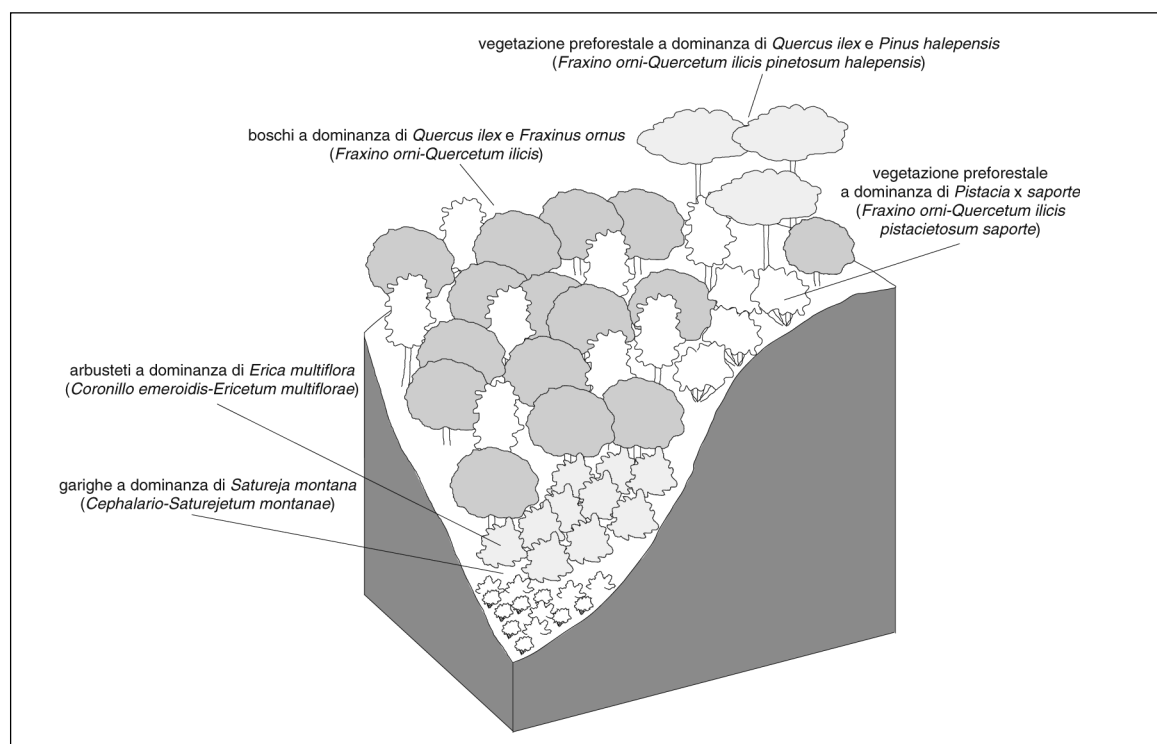 vegetazione preforestale a dominanza di Quercus ilex e Pinus halepensis
(Fraxino orni-Quercetum ilicis pinetosum halepensis)
boschi a dominanza di Quercus ilex e Fraxinus ornus
(Fraxino orni-Quercetum ilicis)
vegetazione preforestale
a dominanza di Pistacia x saporte
(Fraxino orni-Quercetum ilicis
pistacietosum saporte)
arbusteti a dominanza di Erica multiflora
(Coronillo emeroidis-Ericetum multiflorae)
garighe a dominanza di Satureja montana
(Cephalario-Saturejetum montanae)